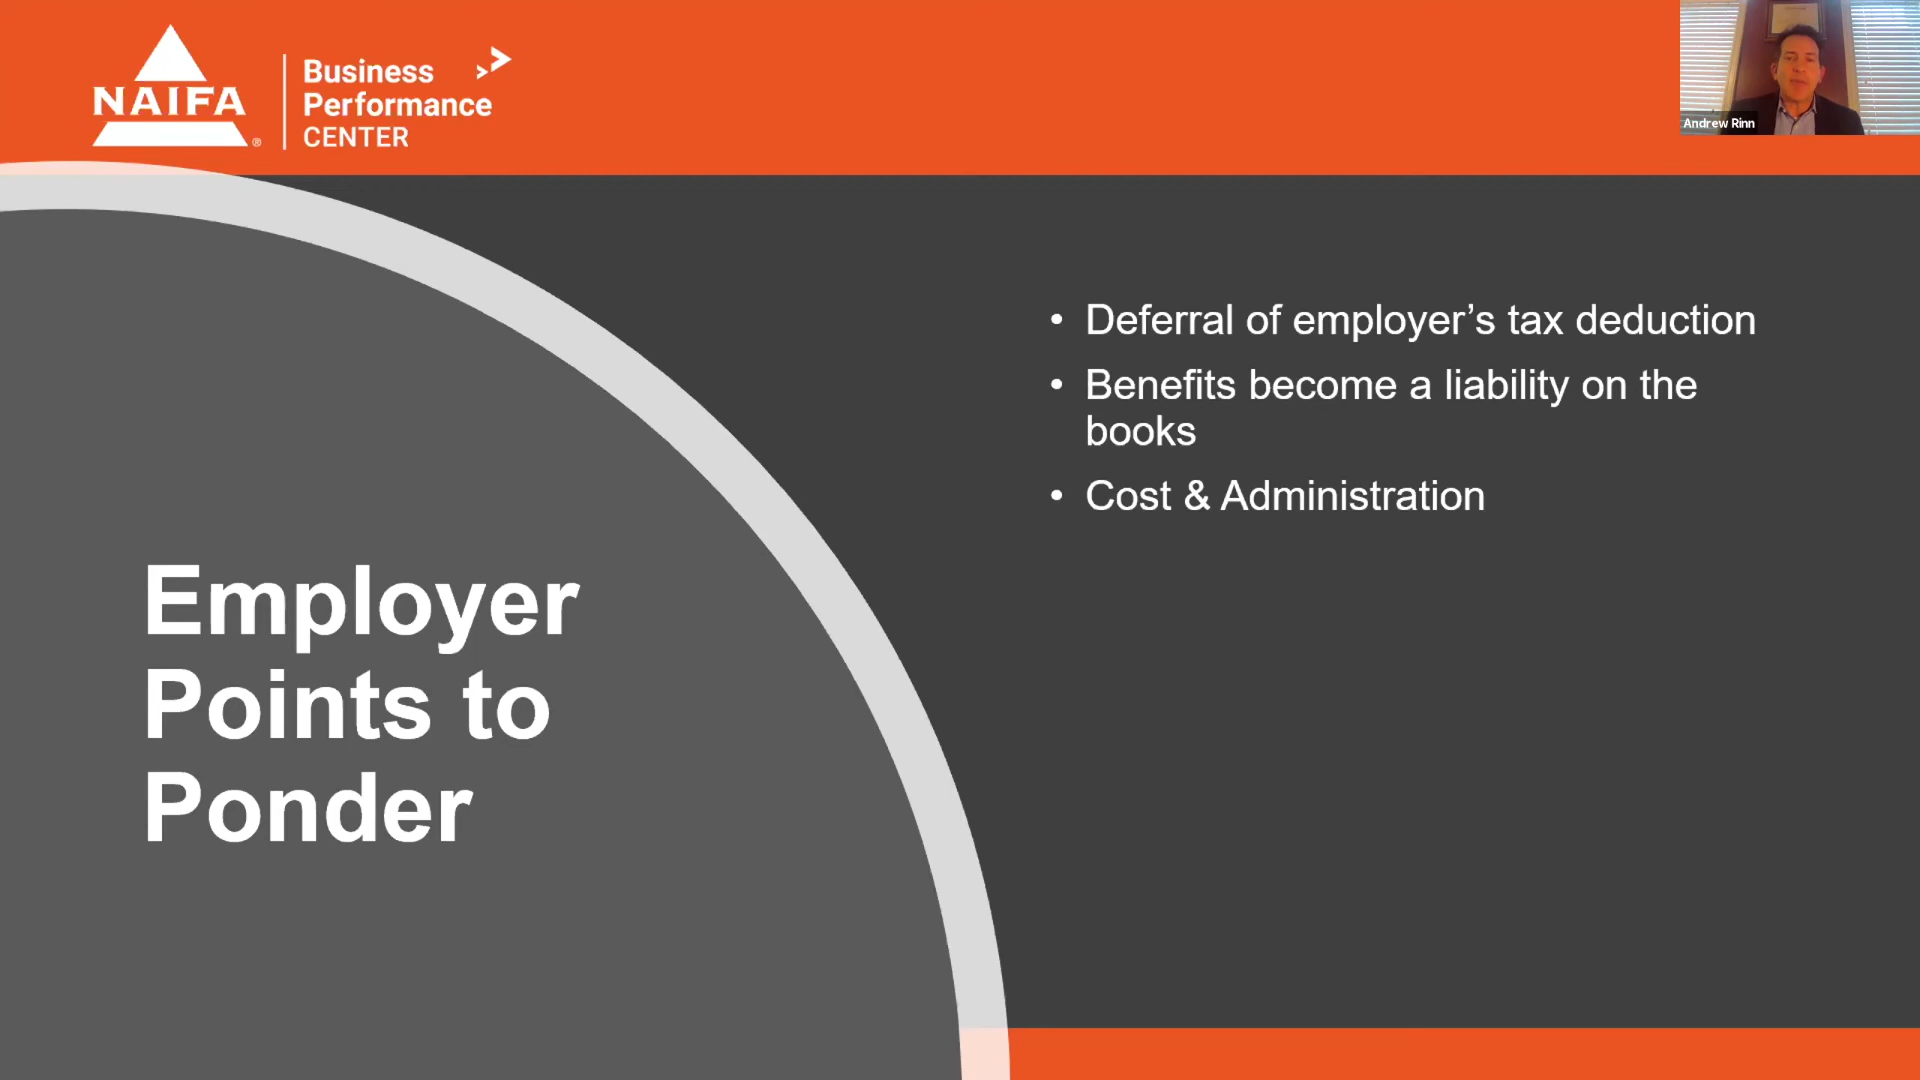 NAIFA®
Business
Performance
CENTER
Andrew Rinn
Employer
Points to
Ponder
• Deferral of employer’s tax deduction
• Benefits become a liability on the
books
• Cost & Administration